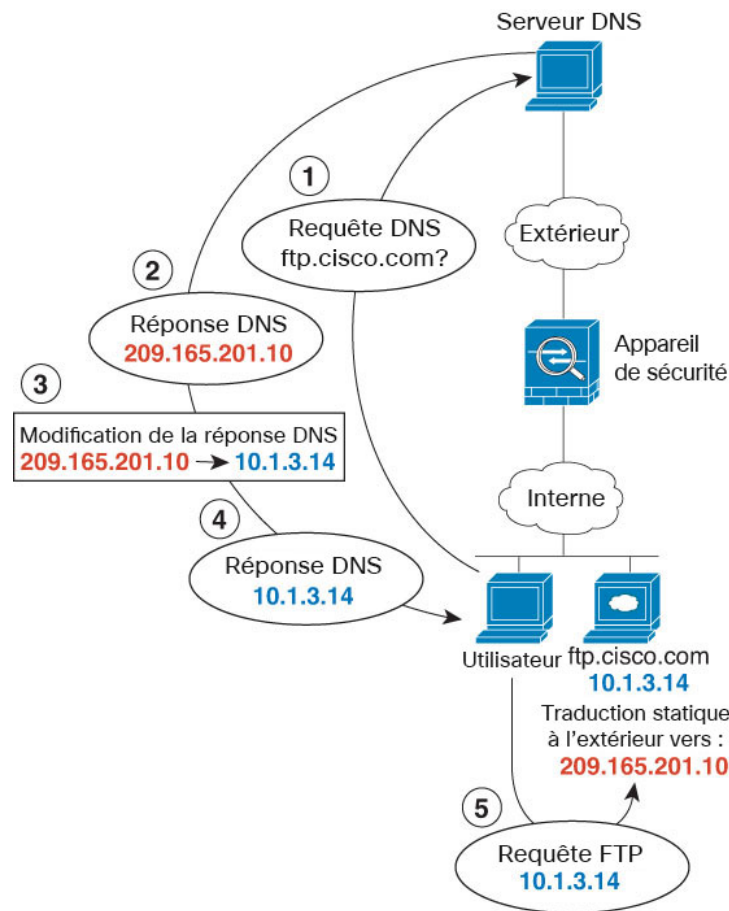 Serveur DNS
1
Requête DNS
ftp.cisco.com?
Extérieur
2
Réponse DNS
209.165.201.10
Appareil
de sécurité
3
Modification de la réponse DNS
209.165.201.10 → 10.1.3.14
Interne
4
Réponse DNS
10.1.3.14
Utilisateur
ftp.cisco.com
10.1.3.14
Traduction statique
à l'extérieur vers :
209.165.201.10
5
Requête FTP
10.1.3.14